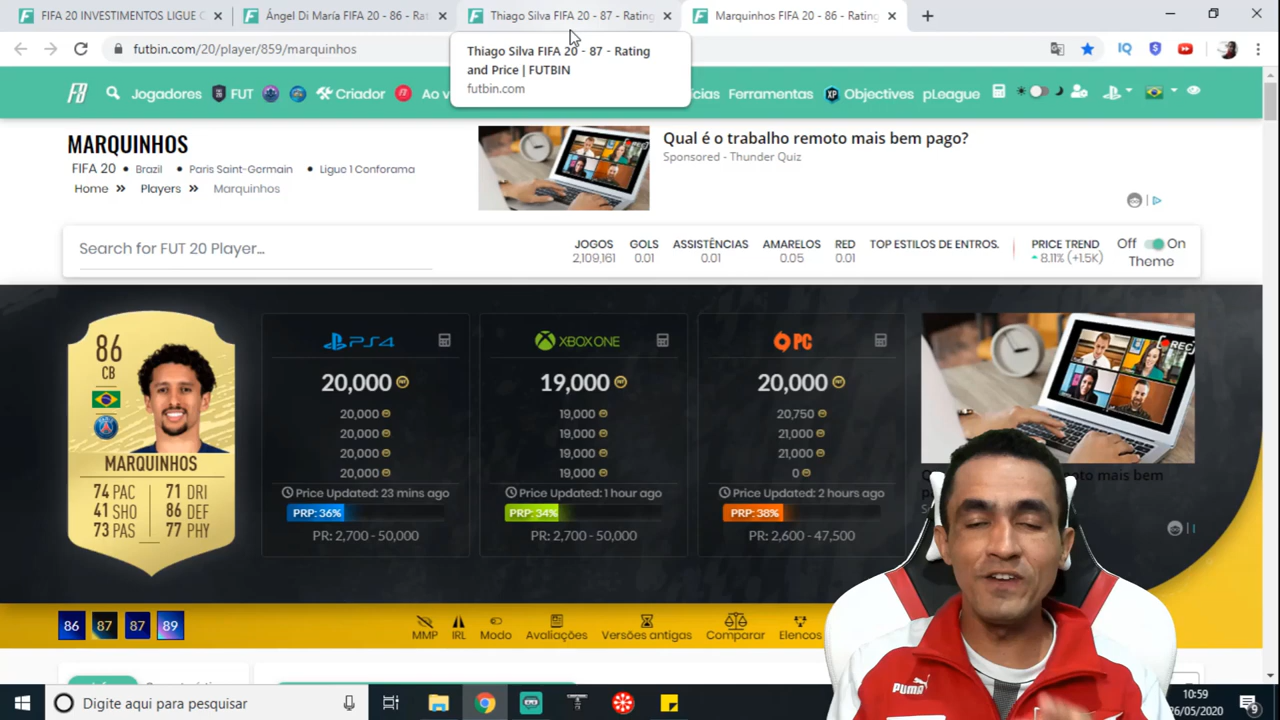 FIFA 20 INVESTIMENTOS LIGUE C
Ángel Di María FIFA 20 - 86 - Rat
Thiago Silva FIFA 20 - 87 - Rating
Marquinhos FIFA 20 - 86 - Rating
futbin.com/20/player/859/marquinhos
Thiago Silva FIFA 20 - 87 - Rating
and Price | FUTBIN
futbin.com
Jogadores
FUT
Criador
Ao v
cias
Ferramentas
Objectives
pLeague
MARQUINHOS
FIFA 20
Brazil
Paris Saint-Germain
Ligue 1 Conforama
Home
Players
Marquinhos
Qual é o trabalho remoto mais bem pago?
Sponsored - Thunder Quiz
Search for FUT 20 Player...
JOGOS GOLS ASSISTÊNCIAS AMARELOS RED TOP ESTILOS DE ENTROS. PRICE TREND Off On
2,109,161 0.01 0.01 0.05 0.01 8.11% (+1.5K) Theme
86
CB
MARQUINHOS
74 PAC 71 DRI
41 SHO 86 DEF
73 PAS 77 PHY
PS4
20,000
20,000
20,000
20,000
20,000
Price Updated: 23 mins ago
PRP: 36%
PR: 2,700 - 50,000
XBOX ONE
19,000
19,000
19,000
19,000
19,000
Price Updated: 1 hour ago
PRP: 34%
PR: 2,700 - 50,000
PC
20,000
20,750
21,000
21,000
0
Price Updated: 2 hours ago
PRP: 38%
PR: 2,600 - 47,500
REC
oto mais bem
86 87 87 89
MMP IRL Modo Avaliações Versões antigas Comparar Elencos
PUMA
Digite aqui para pesquisar
10:59
26/05/2020
9